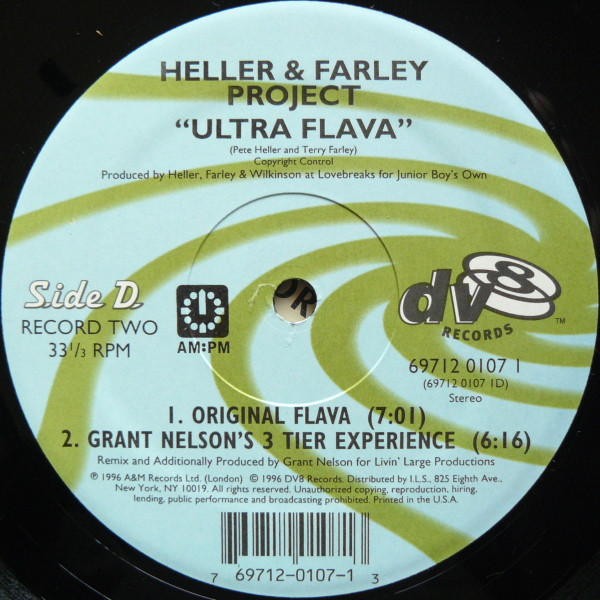 HELLER & FARLEY
PROJECT
“ULTRA FLAVA”
(Pete Heller and Terry Farley)
Copyright Control
Produced by Heller, Farley & Wilkinson at Lovebreaks for Junior Boy's Own
Side D
RECORD TWO
33 1/3 RPM
AM:PM
OR
dv8
RECORDS
TM
69712 0107 1
(69712 0107 1D)
Stereo
1. ORIGINAL FLAVA (7:01)
2. GRANT NELSON'S 3 TIER EXPERIENCE (6:16)
Remix and Additionally Produced by Grant Nelson for Livin' Large Productions
℗ 1996 A&M Records Ltd. (London) © 1996 DV8 Records. Distributed by I.L.S., 825 Eighth Ave.,
New York, NY 10019. All rights reserved. Unauthorized copying, reproduction, hiring,
lending, public performance and broadcasting prohibited. Printed in the U.S.A.
7 69712-0107-1 3